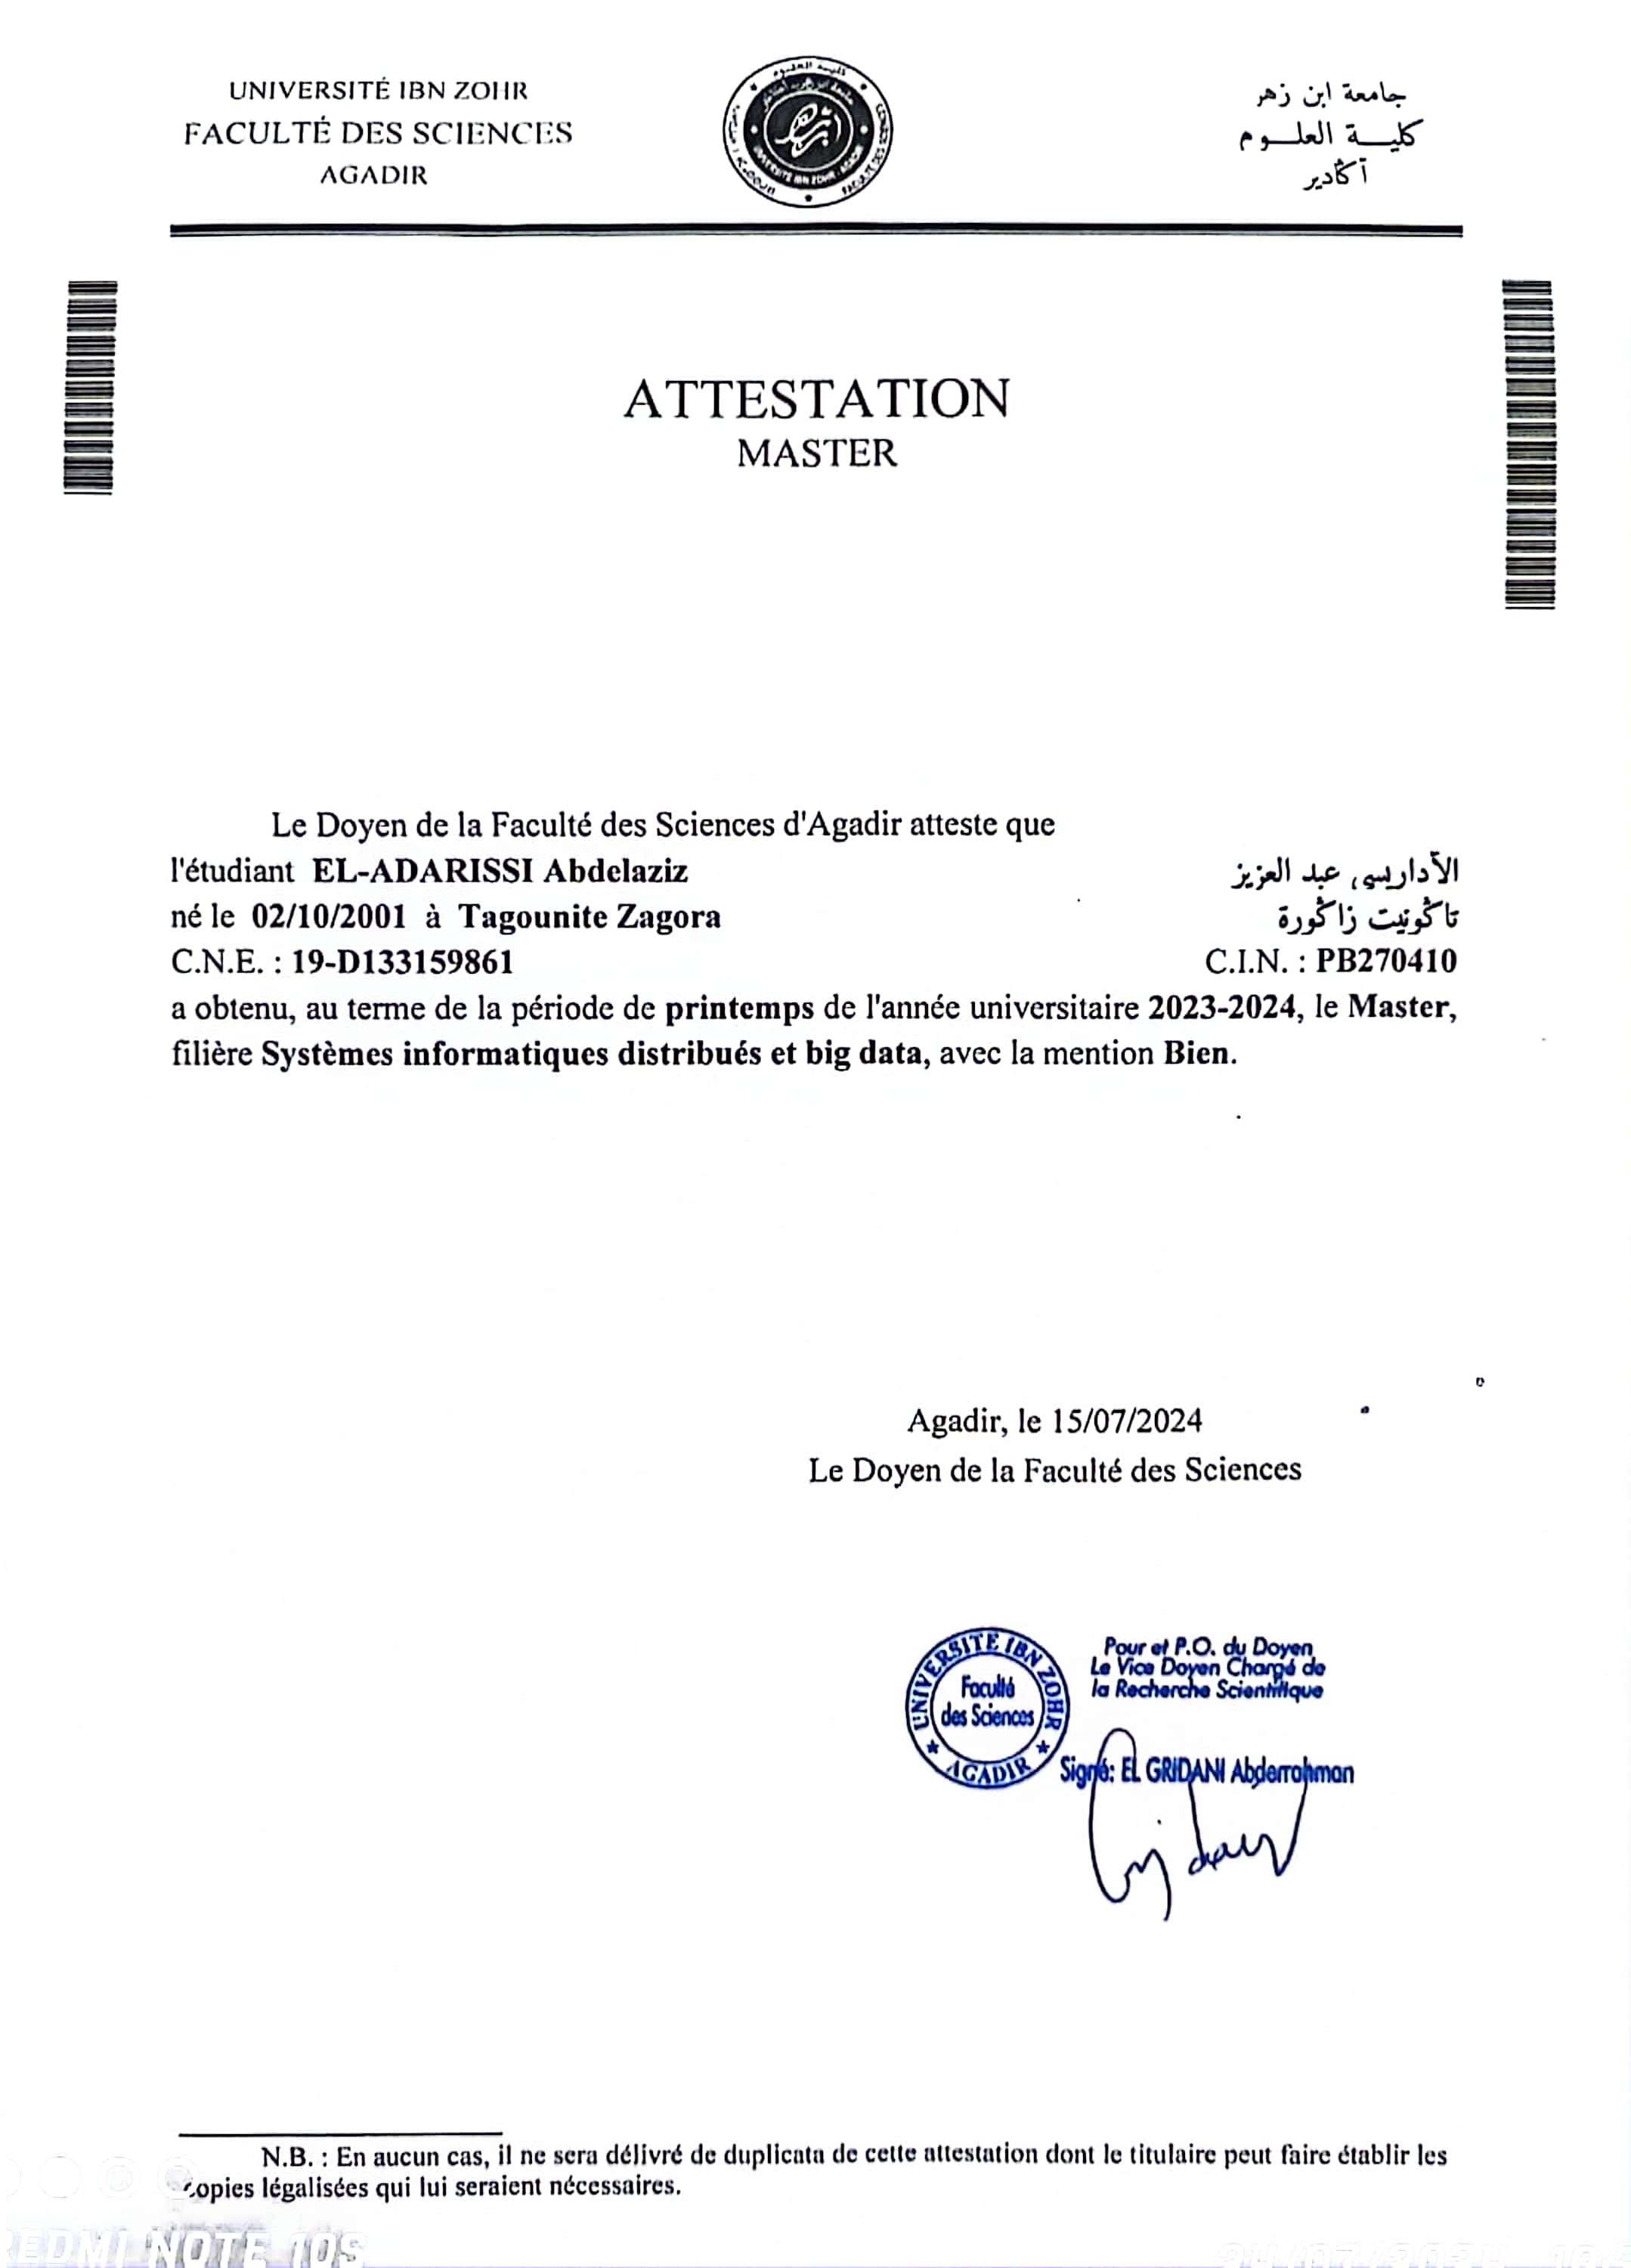 UNIVERSITÉ IBN ZOHR
FACULTÉ DES SCIENCES
AGADIR
جامعة ابن زهر
كليـــة العلـــوم
آكادير
ATTESTATION
MASTER
Le Doyen de la Faculté des Sciences d'Agadir atteste que
l'étudiant EL-ADARISSI Abdelaziz الأداريسي عبد العزيز
né le 02/10/2001 à Tagounite Zagora تاكونيت زاكورة
C.N.E. : 19-D133159861 C.I.N. : PB270410
a obtenu, au terme de la période de printemps de l'année universitaire 2023-2024, le Master,
filière Systèmes informatiques distribués et big data, avec la mention Bien.
Agadir, le 15/07/2024
Le Doyen de la Faculté des Sciences
UNIVERSITÉ IBN ZOHR
Faculté
des Sciences
AGADIR
Pour et P.O. du Doyen
Le Vice Doyen Chargé de
la Recherche Scientifique
Signé: EL GRIDANI Abderrahman
N.B. : En aucun cas, il ne sera délivré de duplicata de cette attestation dont le titulaire peut faire établir les
copies légalisées qui lui seraient nécessaires.
REDMI NOTE 10S